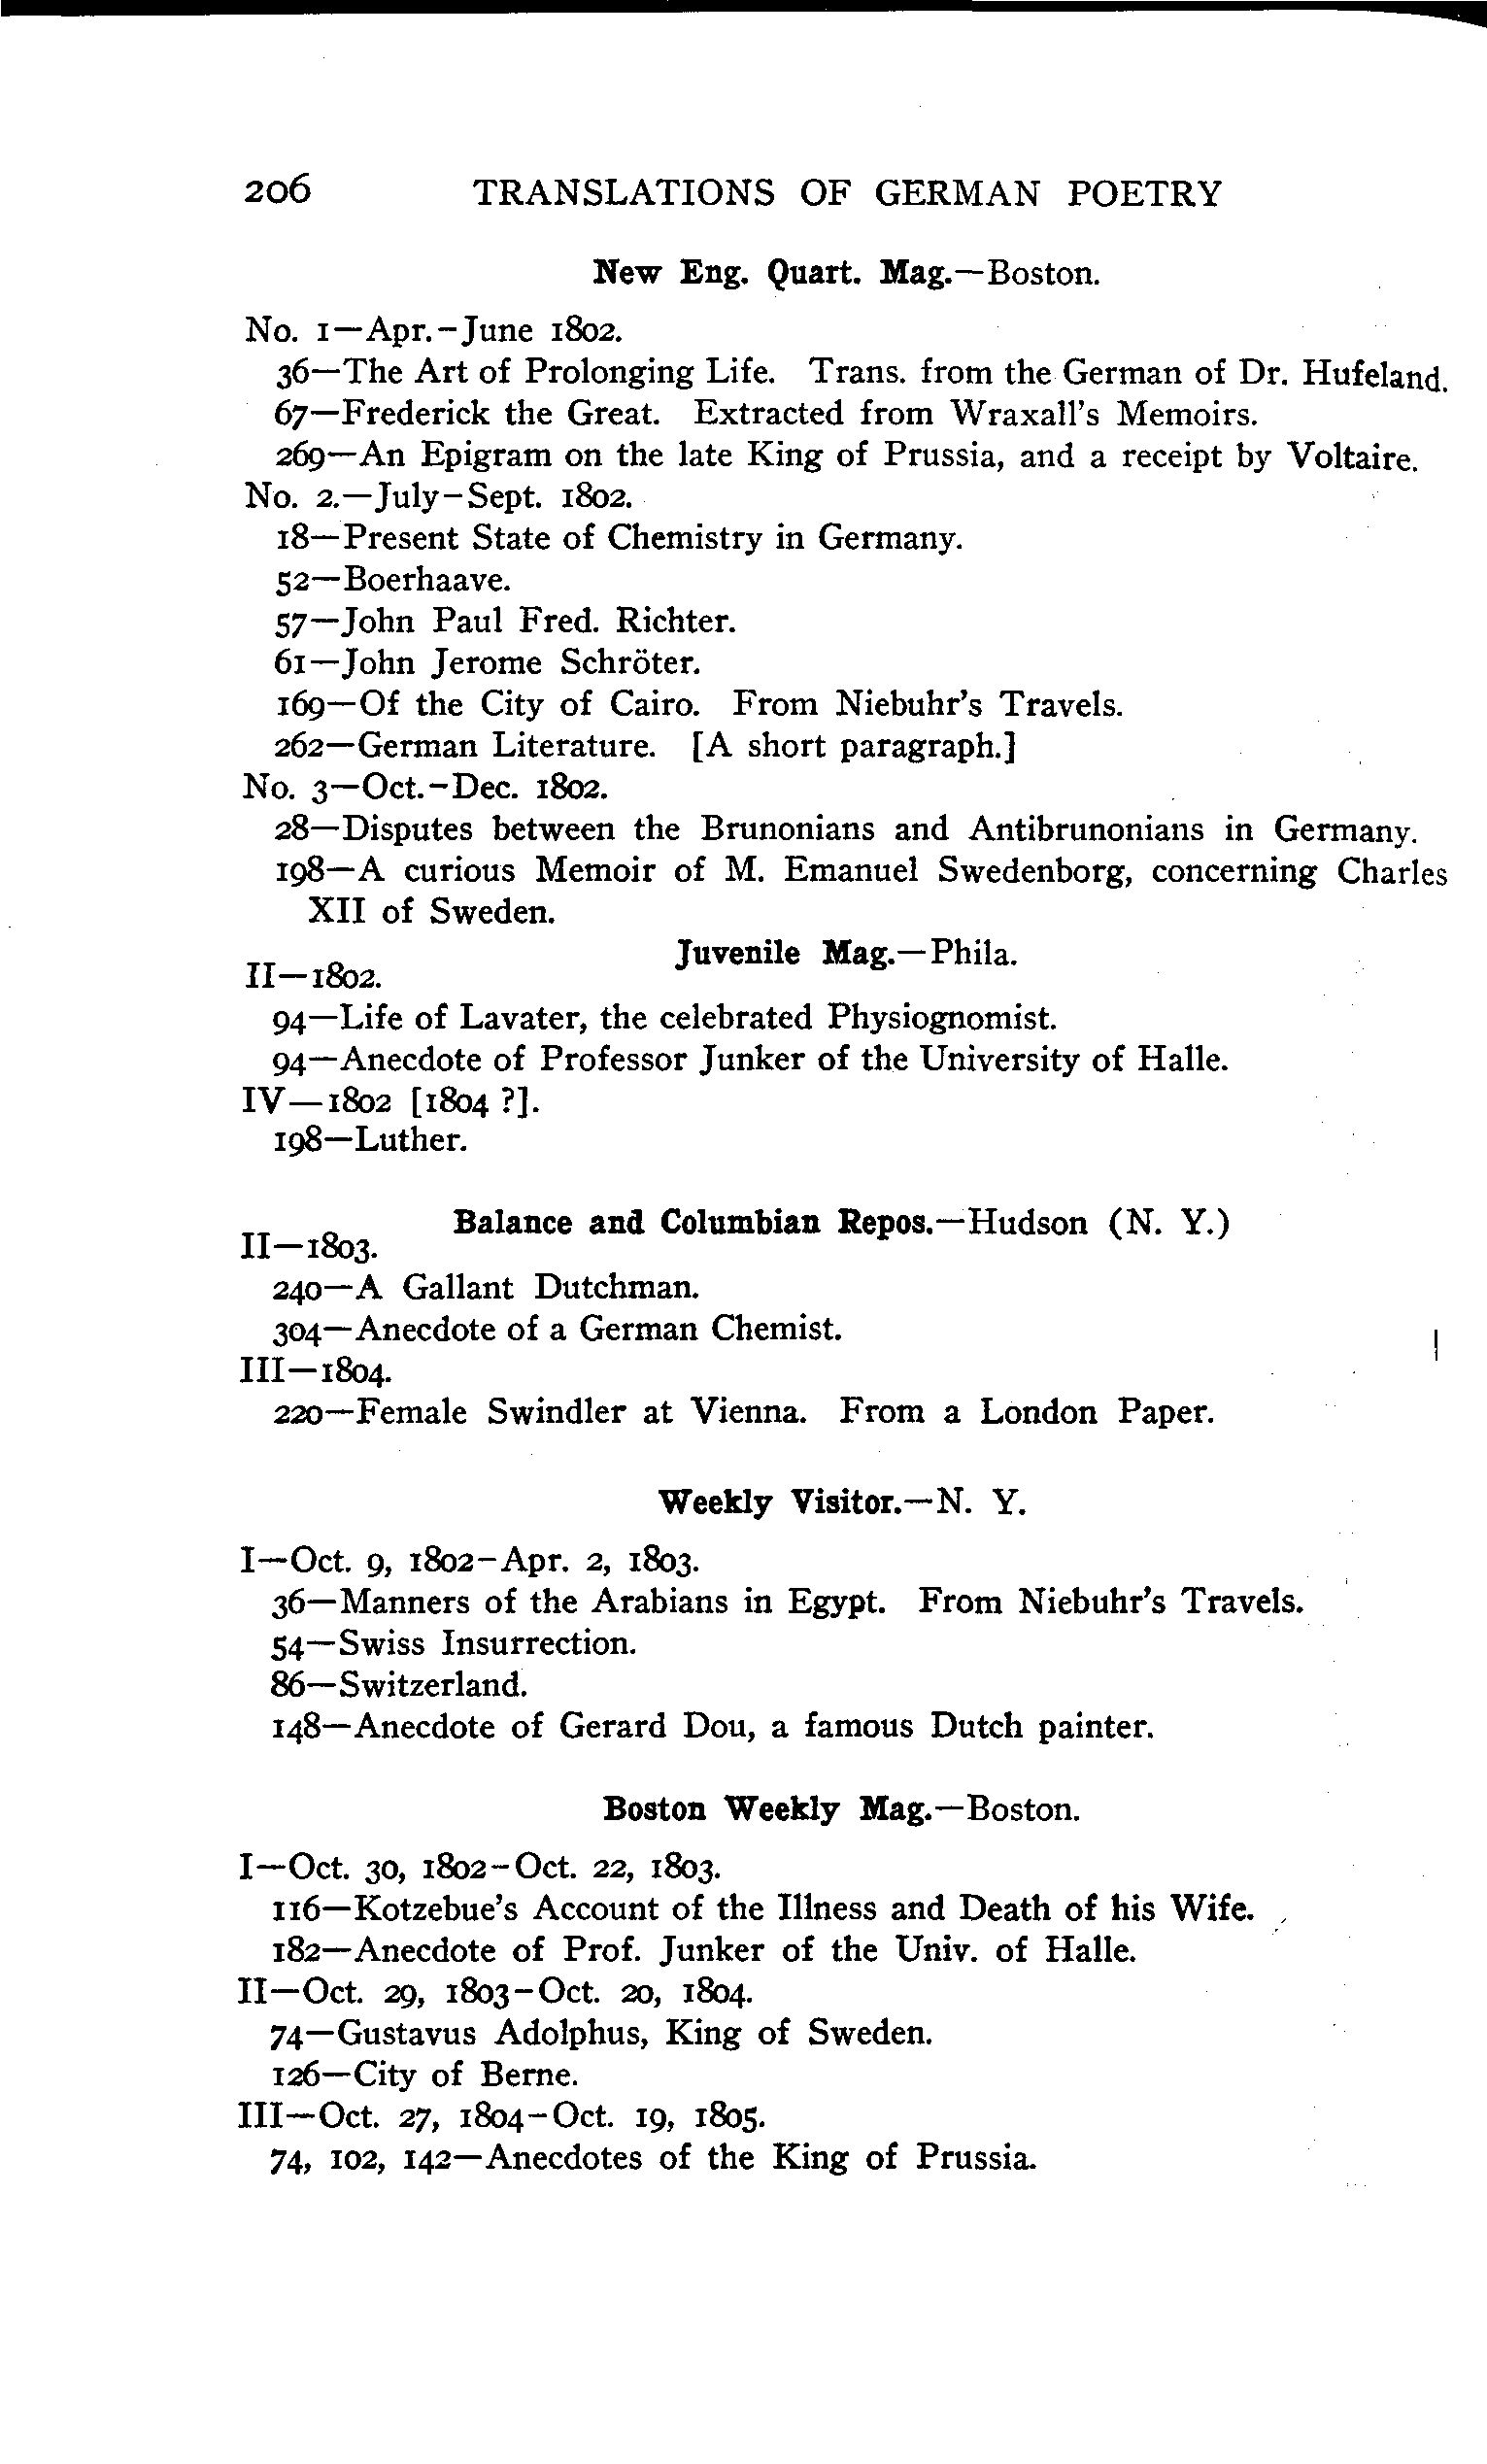 206 TRANSLATIONS OF GERMAN POETRY
New Eng. Quart. Mag.—Boston.
No. 1—Apr.–June 1802.
36—The Art of Prolonging Life. Trans. from the German of Dr. Hufeland.
67—Frederick the Great. Extracted from Wraxall's Memoirs.
269—An Epigram on the late King of Prussia, and a receipt by Voltaire.
No. 2.—July–Sept. 1802.
18—Present State of Chemistry in Germany.
52—Boerhaave.
57—John Paul Fred. Richter.
61—John Jerome Schröter.
169—Of the City of Cairo. From Niebuhr's Travels.
262—German Literature. [A short paragraph.]
No. 3—Oct.–Dec. 1802.
28—Disputes between the Brunonians and Antibrunonians in Germany.
198—A curious Memoir of M. Emanuel Swedenborg, concerning Charles
XII of Sweden.
Juvenile Mag.—Phila.
II—1802.
94—Life of Lavater, the celebrated Physiognomist.
94—Anecdote of Professor Junker of the University of Halle.
IV—1802 [1804 ?].
198—Luther.
Balance and Columbian Repos.—Hudson (N. Y.)
II—1803.
240—A Gallant Dutchman.
304—Anecdote of a German Chemist.
III—1804.
220—Female Swindler at Vienna. From a London Paper.
Weekly Visitor.—N. Y.
I—Oct. 9, 1802–Apr. 2, 1803.
36—Manners of the Arabians in Egypt. From Niebuhr's Travels.
54—Swiss Insurrection.
86—Switzerland.
148—Anecdote of Gerard Dou, a famous Dutch painter.
Boston Weekly Mag.—Boston.
I—Oct. 30, 1802–Oct. 22, 1803.
116—Kotzebue's Account of the Illness and Death of his Wife.
182—Anecdote of Prof. Junker of the Univ. of Halle.
II—Oct. 29, 1803–Oct. 20, 1804.
74—Gustavus Adolphus, King of Sweden.
126—City of Berne.
III—Oct. 27, 1804–Oct. 19, 1805.
74, 102, 142—Anecdotes of the King of Prussia.